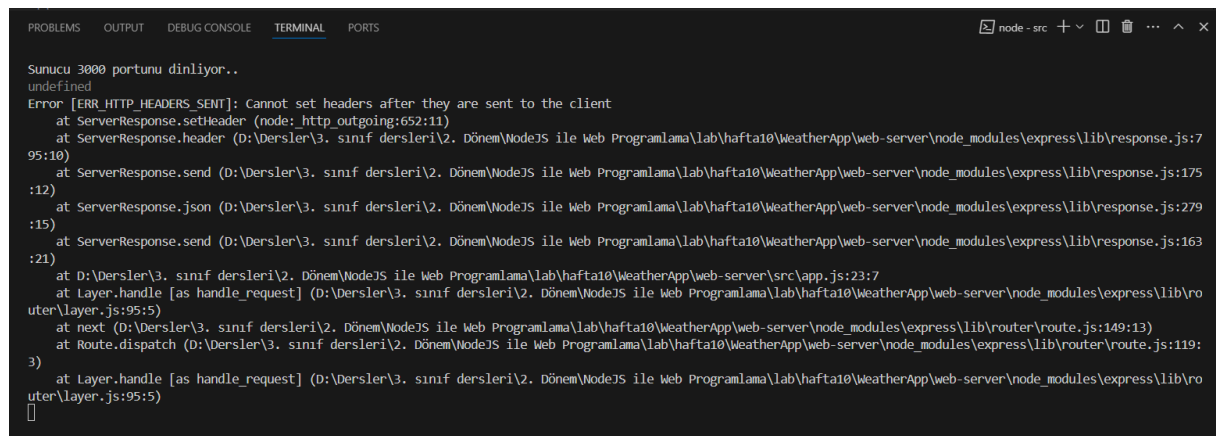 PROBLEMS OUTPUT DEBUG CONSOLE TERMINAL PORTS node - src
Sunucu 3000 portunu dinliyor..
undefined
Error [ERR_HTTP_HEADERS_SENT]: Cannot set headers after they are sent to the client
at ServerResponse.setHeader (node:_http_outgoing:652:11)
at ServerResponse.header (D:\Dersler\3. sınıf dersleri\2. Dönem\NodeJS ile Web Programlama\lab\hafta10\WeatherApp\web-server\node_modules\express\lib\response.js:7
95:10)
at ServerResponse.send (D:\Dersler\3. sınıf dersleri\2. Dönem\NodeJS ile Web Programlama\lab\hafta10\WeatherApp\web-server\node_modules\express\lib\response.js:175
:12)
at ServerResponse.json (D:\Dersler\3. sınıf dersleri\2. Dönem\NodeJS ile Web Programlama\lab\hafta10\WeatherApp\web-server\node_modules\express\lib\response.js:279
:15)
at ServerResponse.send (D:\Dersler\3. sınıf dersleri\2. Dönem\NodeJS ile Web Programlama\lab\hafta10\WeatherApp\web-server\node_modules\express\lib\response.js:163
:21)
at D:\Dersler\3. sınıf dersleri\2. Dönem\NodeJS ile Web Programlama\lab\hafta10\WeatherApp\web-server\src\app.js:23:7
at Layer.handle [as handle_request] (D:\Dersler\3. sınıf dersleri\2. Dönem\NodeJS ile Web Programlama\lab\hafta10\WeatherApp\web-server\node_modules\express\lib\ro
uter\layer.js:95:5)
at next (D:\Dersler\3. sınıf dersleri\2. Dönem\NodeJS ile Web Programlama\lab\hafta10\WeatherApp\web-server\node_modules\express\lib\router\route.js:149:13)
at Route.dispatch (D:\Dersler\3. sınıf dersleri\2. Dönem\NodeJS ile Web Programlama\lab\hafta10\WeatherApp\web-server\node_modules\express\lib\router\route.js:119:
3)
at Layer.handle [as handle_request] (D:\Dersler\3. sınıf dersleri\2. Dönem\NodeJS ile Web Programlama\lab\hafta10\WeatherApp\web-server\node_modules\express\lib\ro
uter\layer.js:95:5)